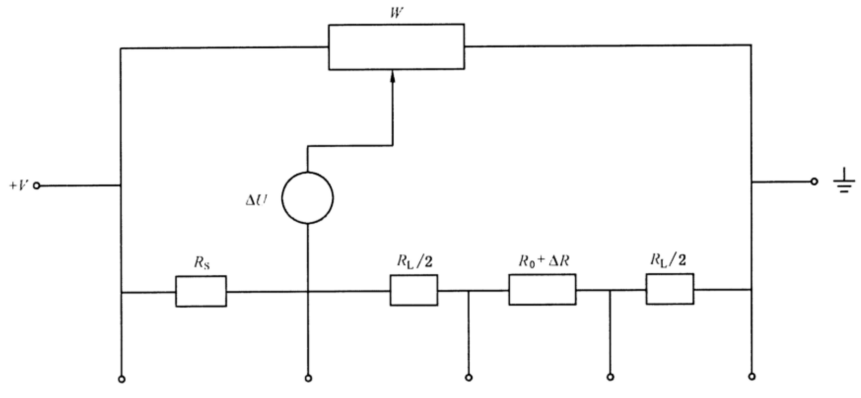 W
+V
ΔU
R_S
R_L/2
R_0+ΔR
R_L/2